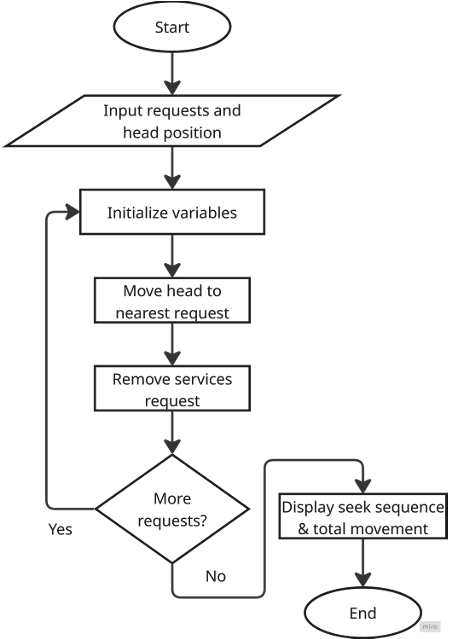 Start
Input requests and
head position
Initialize variables
Move head to
nearest request
Remove services
request
More
requests?
Yes
No
Display seek sequence
& total movement
End
miro